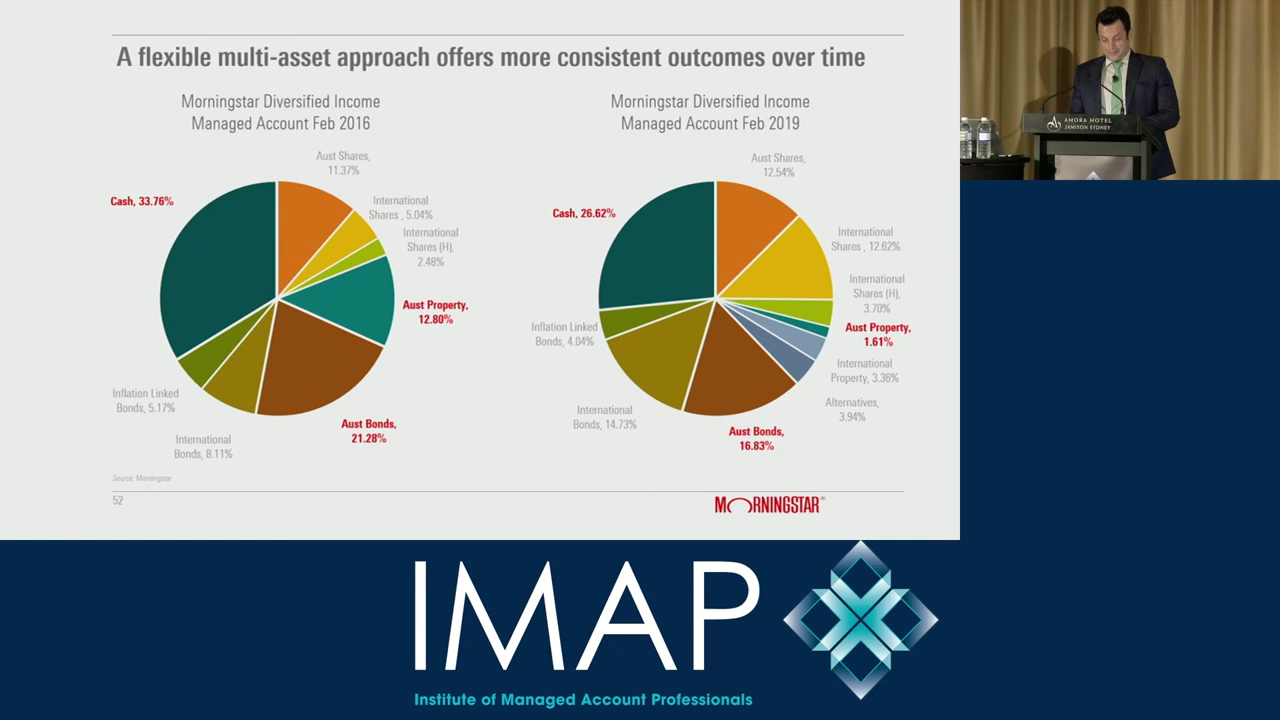 A flexible multi-asset approach offers more consistent outcomes over time
Morningstar Diversified Income
Managed Account Feb 2016
Aust Shares,
11.37%
International
Shares , 5.04%
International
Shares (H),
2.48%
Aust Property,
12.80%
Aust Bonds,
21.28%
International
Bonds, 8.11%
Inflation Linked
Bonds, 5.17%
Cash, 33.76%
Morningstar Diversified Income
Managed Account Feb 2019
Aust Shares,
12.54%
International
Shares , 12.62%
International
Shares (H),
3.70%
Aust Property,
1.61%
International
Property, 3.36%
Alternatives,
3.94%
Aust Bonds,
16.83%
International
Bonds, 14.73%
Inflation Linked
Bonds, 4.04%
Cash, 26.62%
Source: Morningstar
52
MORNINGSTAR®
AMORA HOTEL
JAMISON SYDNEY
IMAP
Institute of Managed Account Professionals